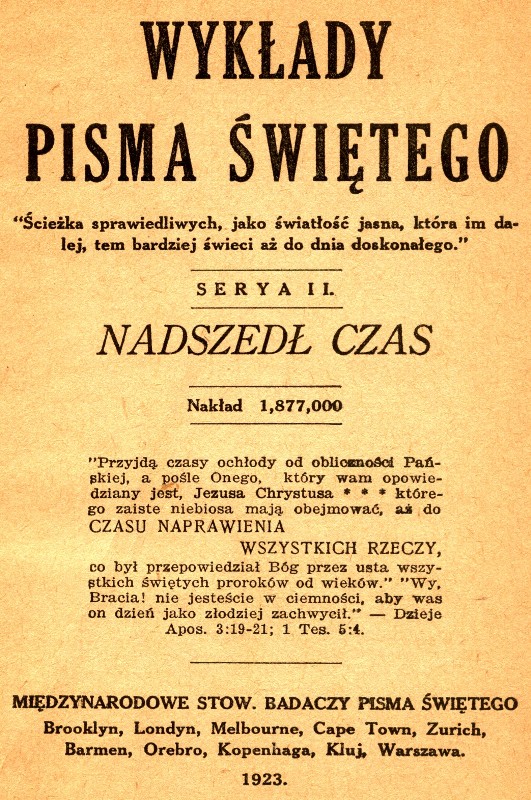 WYKŁADY
PISMA ŚWIĘTEGO
“Ścieżka sprawiedliwych, jako światłość jasna, która im da-
lej, tem bardziej świeci aż do dnia doskonałego.”
SERYA II.
NADSZEDŁ CZAS
Nakład 1,877,000
"Przyjdą czasy ochłody od obliczności Pań-
skiej, a pośle Onego, który wam opowie-
dziany jest, Jezusa Chrystusa * * * które-
go zaiste niebiosa mają obejmować, aż do
CZASU NAPRAWIENIA
WSZYSTKICH RZECZY,
co był przepowiedział Bóg przez usta wszy-
stkich świętych proroków od wieków." "Wy,
Bracia! nie jesteście w ciemności, aby was
on dzień jako złodziej zachwycił." — Dzieje
Apos. 3:19-21; 1 Tes. 5:4.
MIĘDZYNARODOWE STOW. BADACZY PISMA ŚWIĘTEGO
Brooklyn, Londyn, Melbourne, Cape Town, Zurich,
Barmen, Orebro, Kopenhaga, Kluj, Warszawa.
1923.